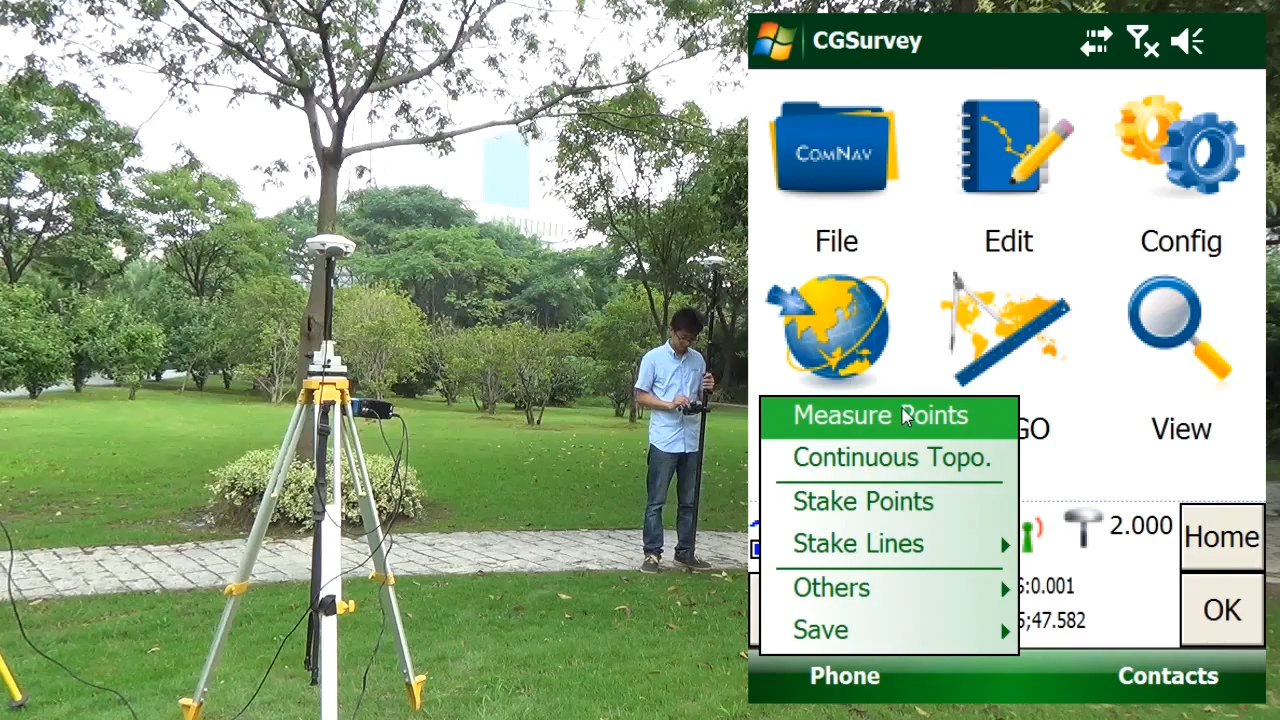 CGSurvey
COMNAV
File
Edit
Config
Measure Points
GO
View
Continuous Topo.
Stake Points
Stake Lines
Others
Save
2.000
Home
:0.001
;47.582
OK
Phone
Contacts